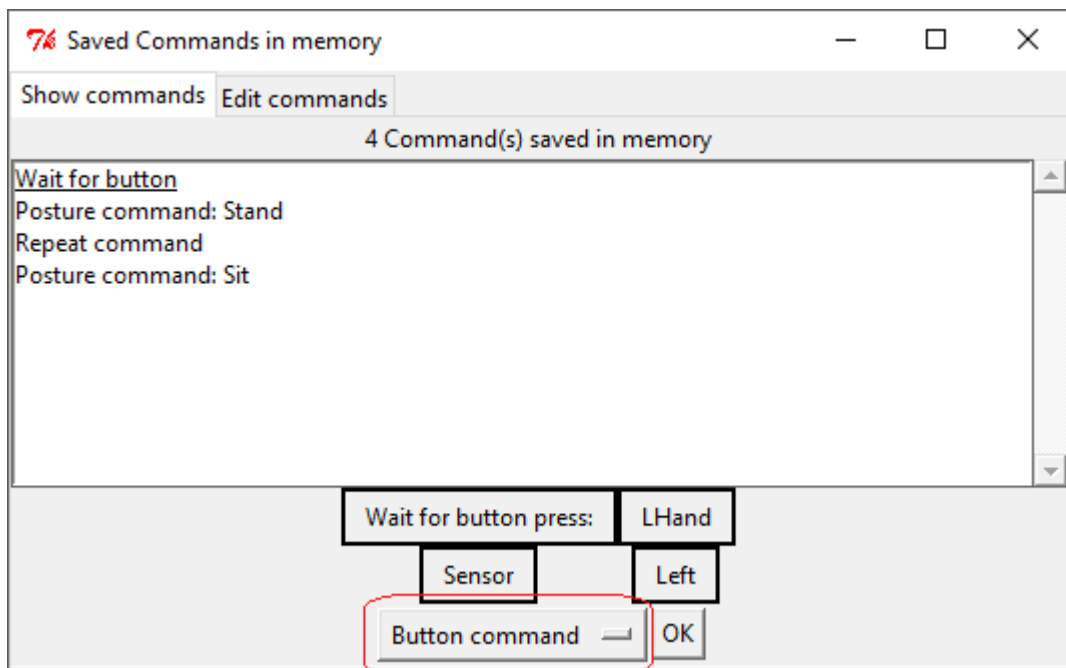 Saved Commands in memory
Show commands Edit commands
4 Command(s) saved in memory
Wait for button
Posture command: Stand
Repeat command
Posture command: Sit
Wait for button press: LHand
Sensor Left
Button command OK